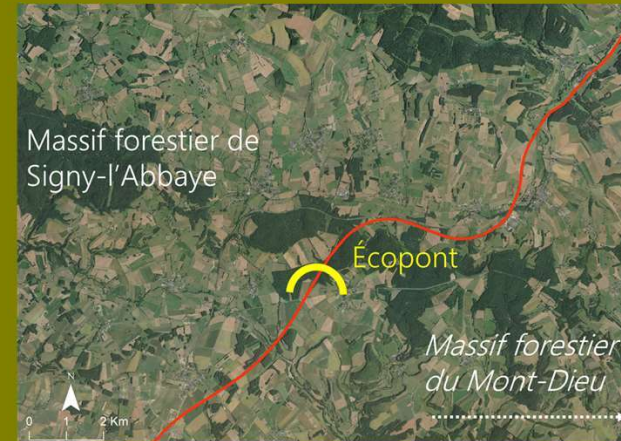 Massif forestier de
Signy-l'Abbaye
Écopont
Massif forestier
du Mont-Dieu
N
0 1 2 Km